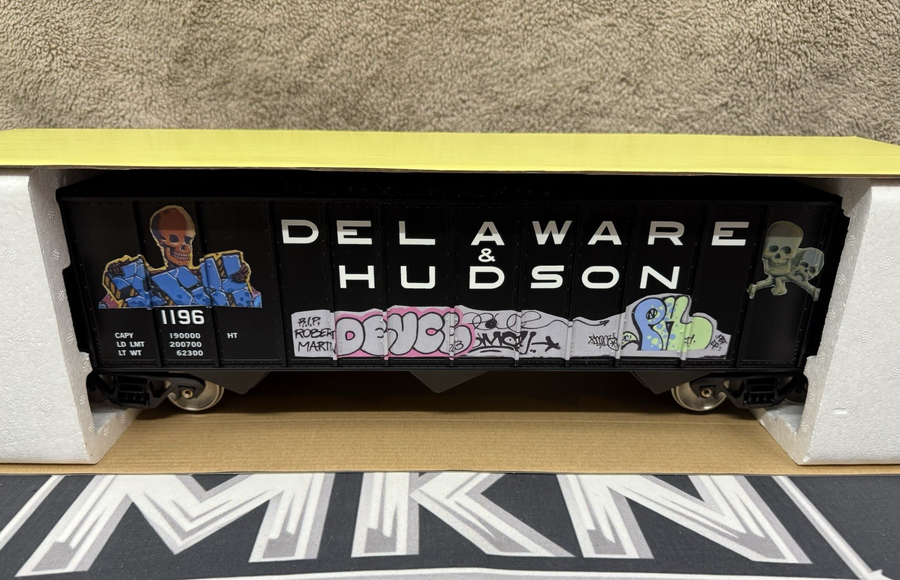 DELAWARE
&
HUDSON
1196
CAPY 190000 HT
LD LMT 200700
LT WT 62300
R.I.P.
ROBERT
MARTI
DEUCE
MKN